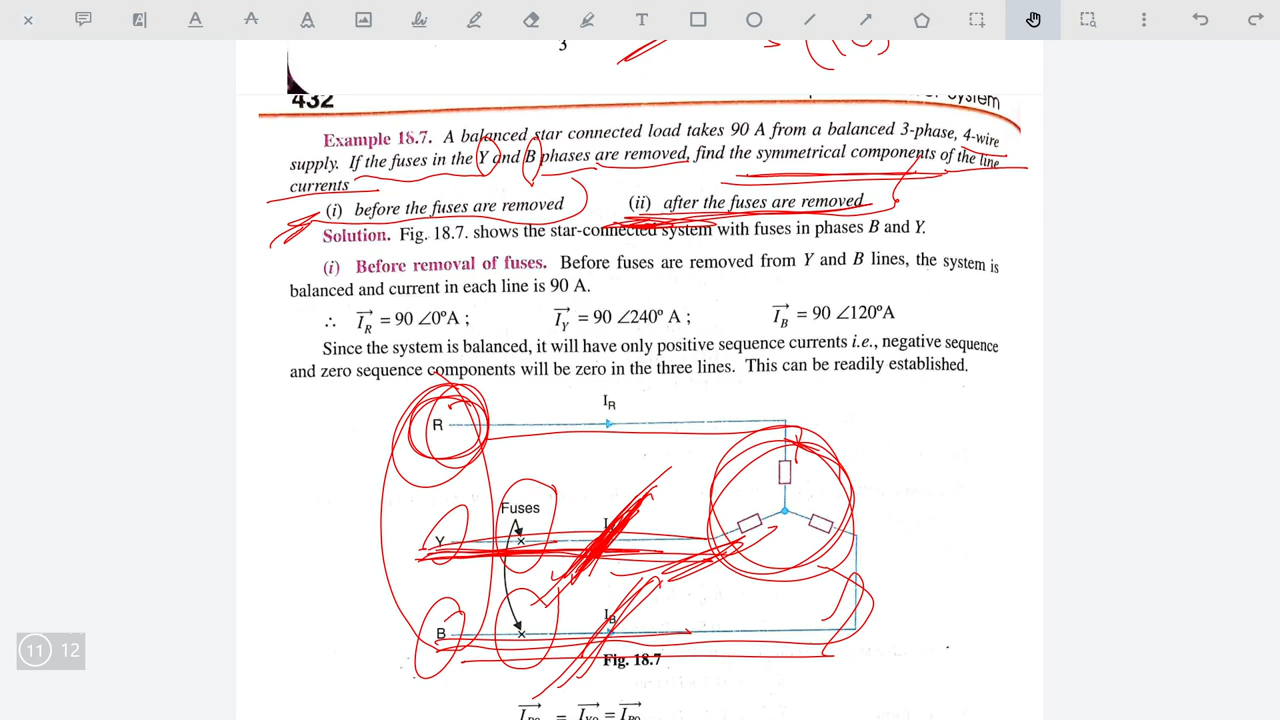 3
432
System
Example 18.7. A balanced star connected load takes 90 A from a balanced 3-phase, 4-wire
supply. If the fuses in the Y and B phases are removed, find the symmetrical components of the line
currents
(i) before the fuses are removed (ii) after the fuses are removed
Solution. Fig. 18.7. shows the star-connected system with fuses in phases B and Y.
(i) Before removal of fuses. Before fuses are removed from Y and B lines, the system is
balanced and current in each line is 90 A.
∴ I_R = 90 ∠0ºA ; I_Y = 90 ∠240º A ; I_B = 90 ∠120ºA
Since the system is balanced, it will have only positive sequence currents i.e., negative sequence
and zero sequence components will be zero in the three lines. This can be readily established.
I_R
R
Fuses
Y
I_B
B
Fig. 18.7
11 12